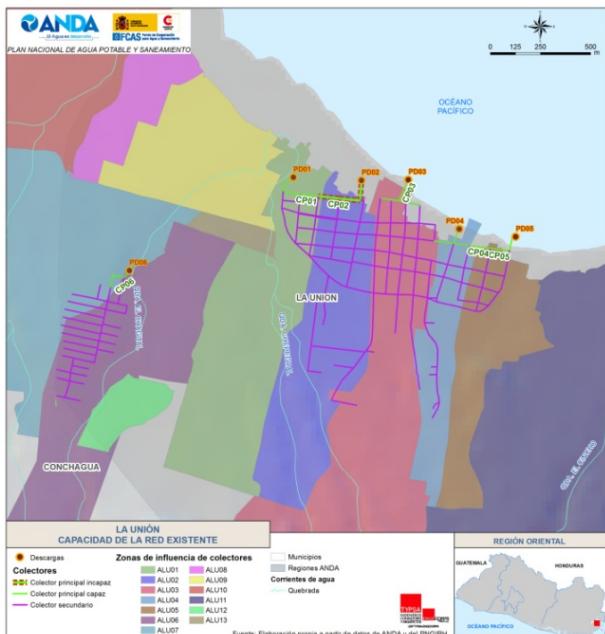 ANDA
FCAS
PLAN NACIONAL DE AGUA POTABLE Y SANEAMIENTO
0 125 250 500
m
OCÉANO
PACÍFICO
PD01
PD02
PD03
CP03
CP01
CP02
PD04
PD05
CP04
CP05
PD06
CP06
LA UNION
CONCHAGUA
LA UNIÓN
CAPACIDAD DE LA RED EXISTENTE
Descargas
Colectores
Colector principal incapaz
Colector principal capaz
Colector secundario
Zonas de influencia de colectores
ALU01
ALU02
ALU03
ALU04
ALU05
ALU06
ALU07
ALU08
ALU09
ALU10
ALU11
ALU12
ALU13
Municipios
Regiones ANDA
Corrientes de agua
Quebrada
TYPSA
REGIÓN ORIENTAL
GUATEMALA
HONDURAS
OCÉANO PACÍFICO